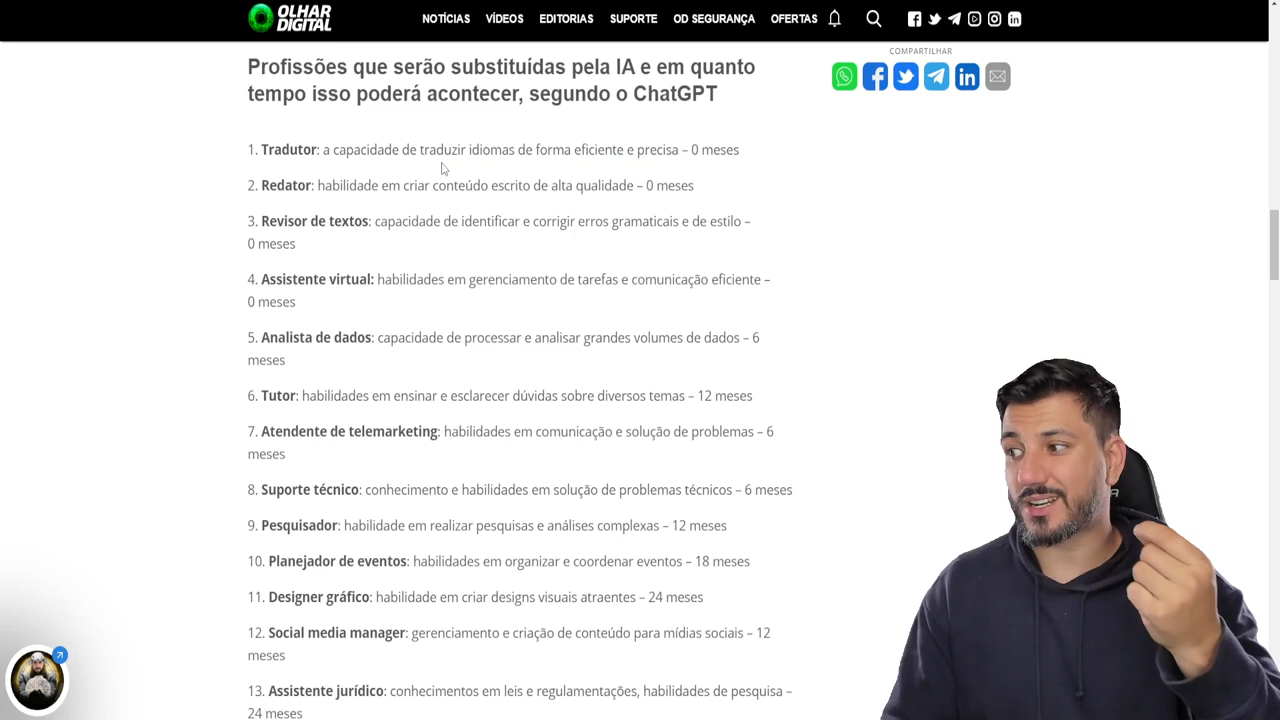 OLHAR
DIGITAL
NOTÍCIAS VÍDEOS EDITORIAS SUPORTE OD SEGURANÇA OFERTAS
COMPARTILHAR
Profissões que serão substituídas pela IA e em quanto
tempo isso poderá acontecer, segundo o ChatGPT
1. Tradutor: a capacidade de traduzir idiomas de forma eficiente e precisa – 0 meses
2. Redator: habilidade em criar conteúdo escrito de alta qualidade – 0 meses
3. Revisor de textos: capacidade de identificar e corrigir erros gramaticais e de estilo –
0 meses
4. Assistente virtual: habilidades em gerenciamento de tarefas e comunicação eficiente –
0 meses
5. Analista de dados: capacidade de processar e analisar grandes volumes de dados – 6
meses
6. Tutor: habilidades em ensinar e esclarecer dúvidas sobre diversos temas – 12 meses
7. Atendente de telemarketing: habilidades em comunicação e solução de problemas – 6
meses
8. Suporte técnico: conhecimento e habilidades em solução de problemas técnicos – 6 meses
9. Pesquisador: habilidade em realizar pesquisas e análises complexas – 12 meses
10. Planejador de eventos: habilidades em organizar e coordenar eventos – 18 meses
11. Designer gráfico: habilidade em criar designs visuais atraentes – 24 meses
12. Social media manager: gerenciamento e criação de conteúdo para mídias sociais – 12
meses
13. Assistente jurídico: conhecimentos em leis e regulamentações, habilidades de pesquisa –
24 meses